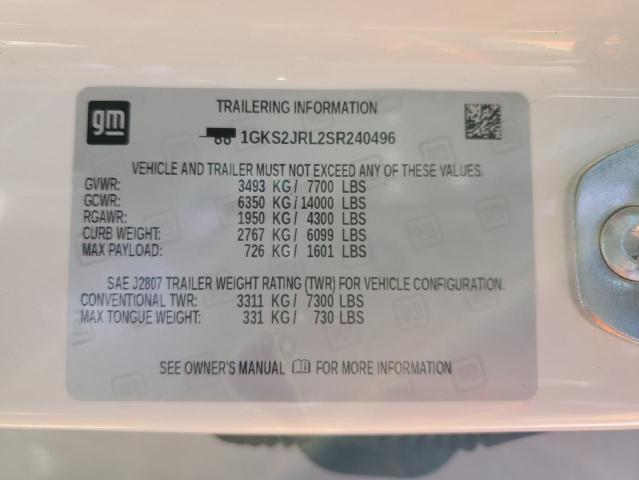 gm
TRAILERING INFORMATION
1GKS2JRL2SR240496
VEHICLE AND TRAILER MUST NOT EXCEED ANY OF THESE VALUES.
GVWR: 3493 KG / 7700 LBS
GCWR: 6350 KG / 14000 LBS
RGAWR: 1950 KG / 4300 LBS
CURB WEIGHT: 2767 KG / 6099 LBS
MAX PAYLOAD: 726 KG / 1601 LBS
SAE J2807 TRAILER WEIGHT RATING (TWR) FOR VEHICLE CONFIGURATION.
CONVENTIONAL TWR: 3311 KG / 7300 LBS
MAX TONGUE WEIGHT: 331 KG / 730 LBS
SEE OWNER'S MANUAL FOR MORE INFORMATION